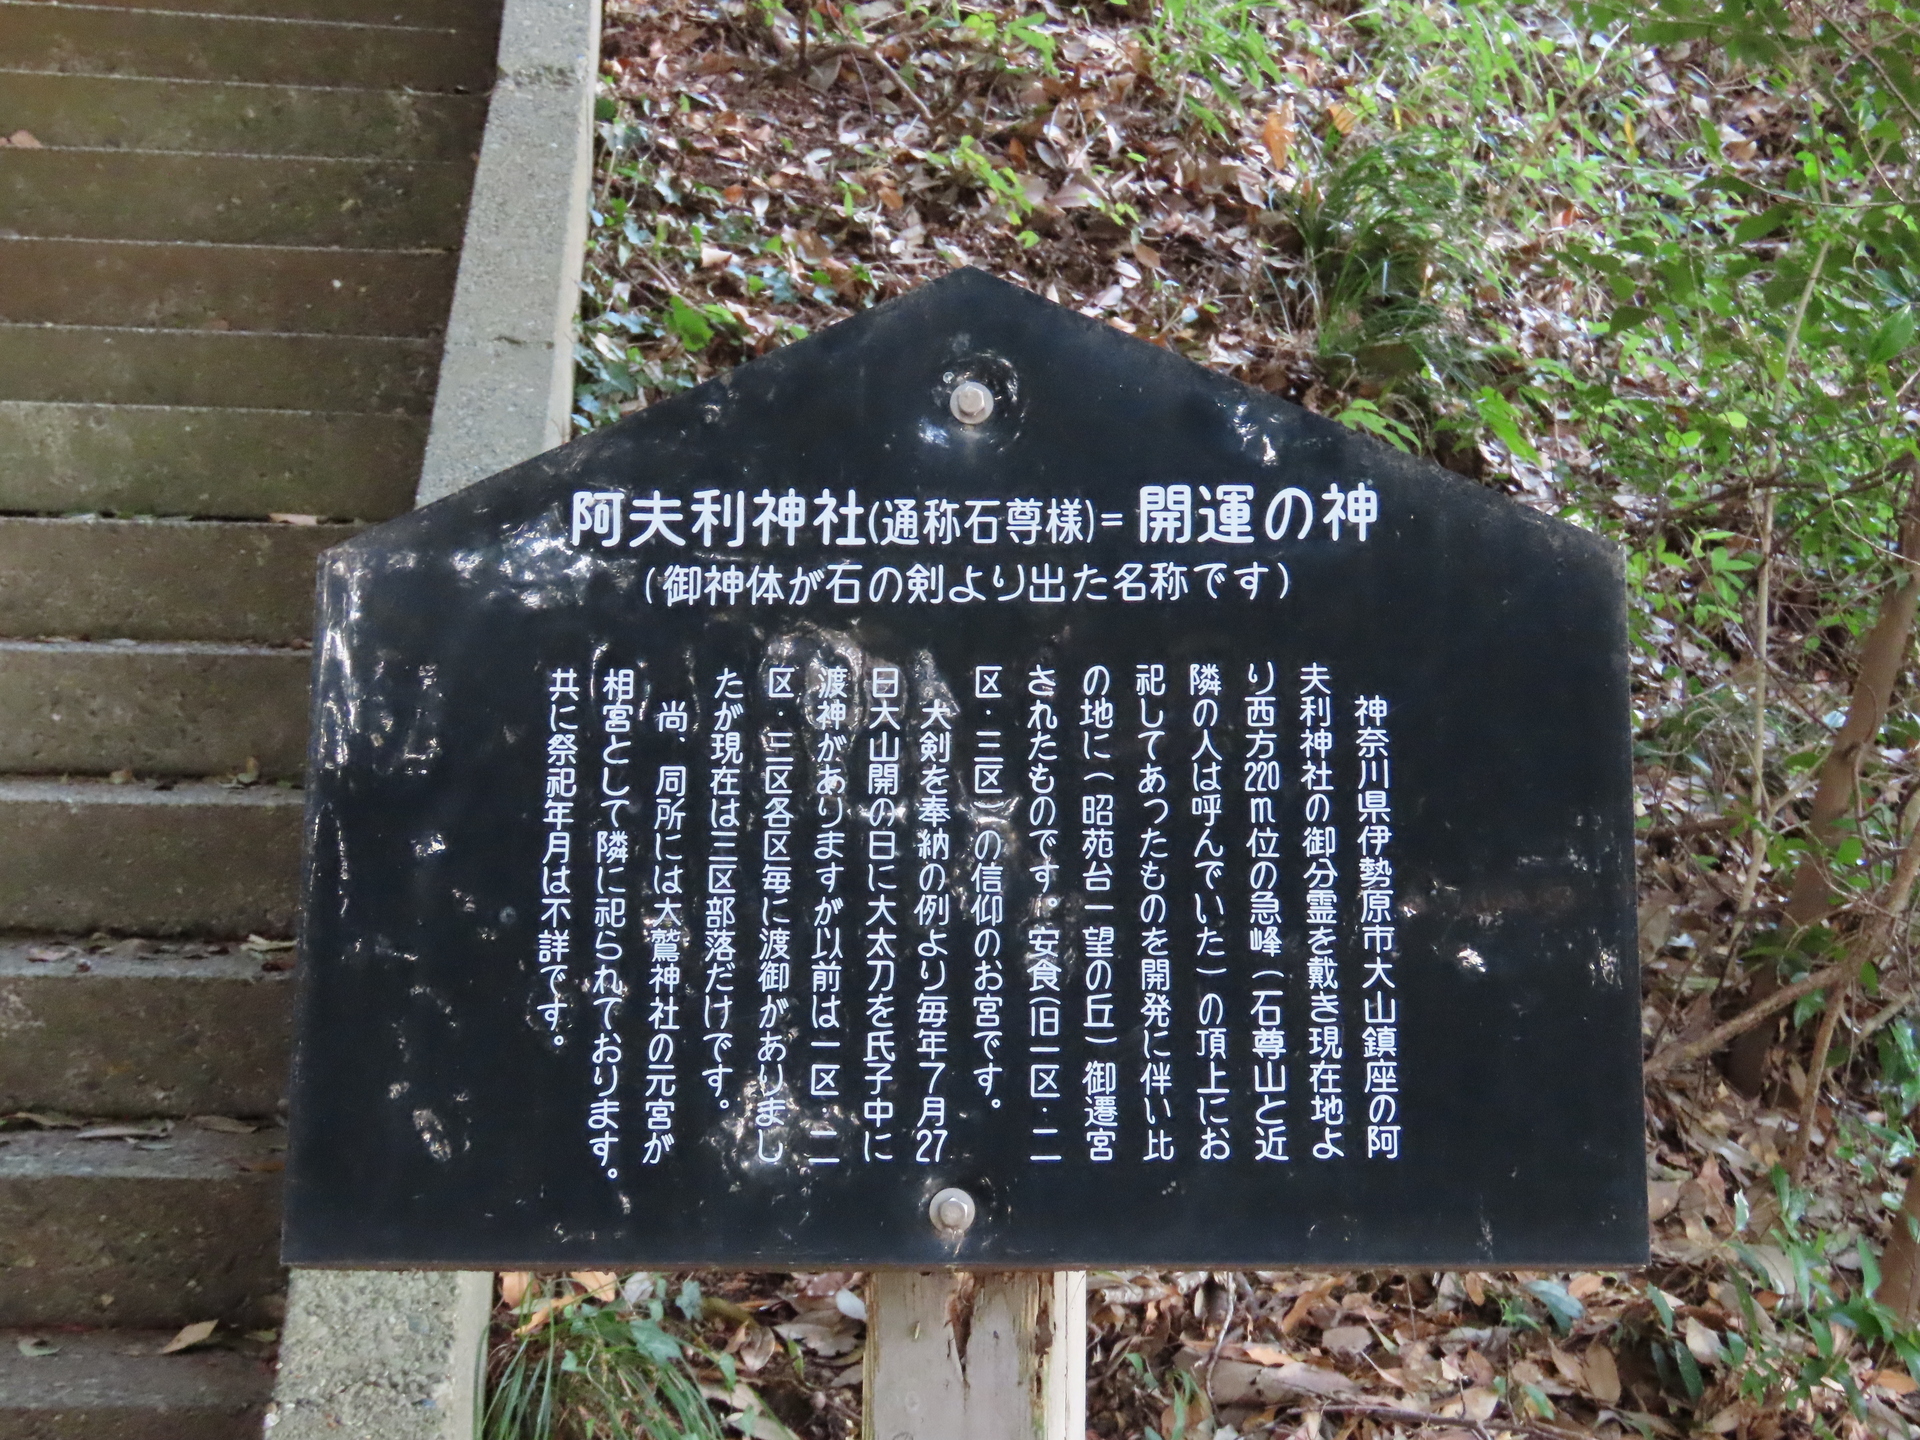 阿夫利神社(通称石尊様)=開運の神
(御神体が石の剣より出た名称です)
神奈川県伊勢原市大山鎮座の阿
夫利神社の御分霊を戴き現在地よ
り西方220m位の急峰(石尊山と近
隣の人は呼んでいた)の頂上にお
祀してあったものを開発に伴い比
の地に(昭苑台一望の丘)御遷宮
されたものです。安食(旧一区・二
区・三区)の信仰のお宮です。
大剣を奉納の例より毎年7月27
日大山開の日に大太刀を氏子中に
渡神がありますが以前は一区・二
区・三区各区毎に渡御がありまし
たが現在は三区部落だけです。
尚、同所には大鷲神社の元宮が
相宮として隣に祀られております。
共に祭祀年月は不詳です。